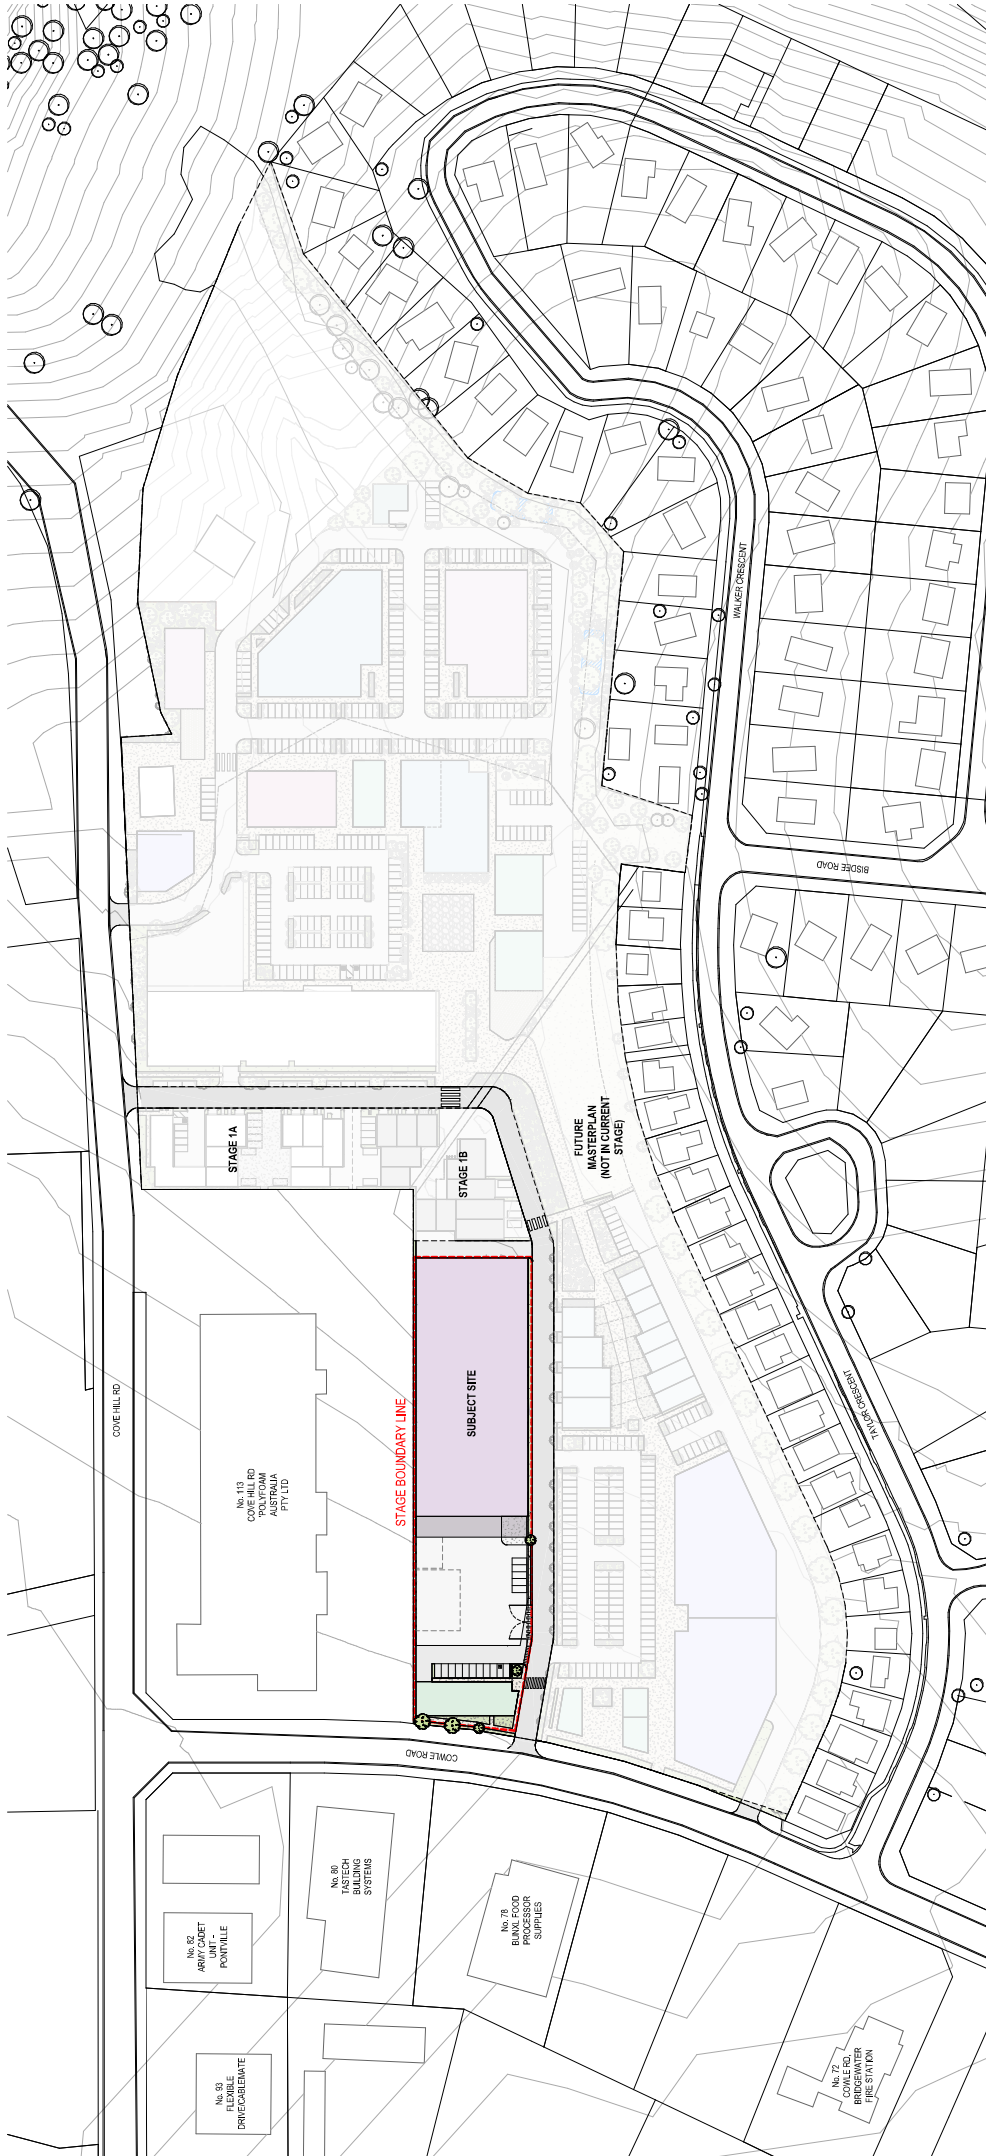 WALKER CRESCENT
BISDEE ROAD
STAGE 1A
STAGE 1B
FUTURE
MASTERPLAN
(NOT IN CURRENT
STAGE)
COVE HILL RD
No. 113
COVE HILL RD
'POLYFOAM
AUSTRALIA
PTY LTD
STAGE BOUNDARY LINE
SUBJECT SITE
TAYLOR CRESCENT
COWLE ROAD
No. 82
ARMY CADET
UNIT -
PONTVILLE
No. 80
TASTECH
BUILDING
SYSTEMS
No. 78
BUNXL FOOD
PROCESSOR
SUPPLIES
No. 93
FLEXIBLE
DRIVE/CABLEMATE
No. 72
COWLE RD,
BRIDGEWATER
FIRE STATION